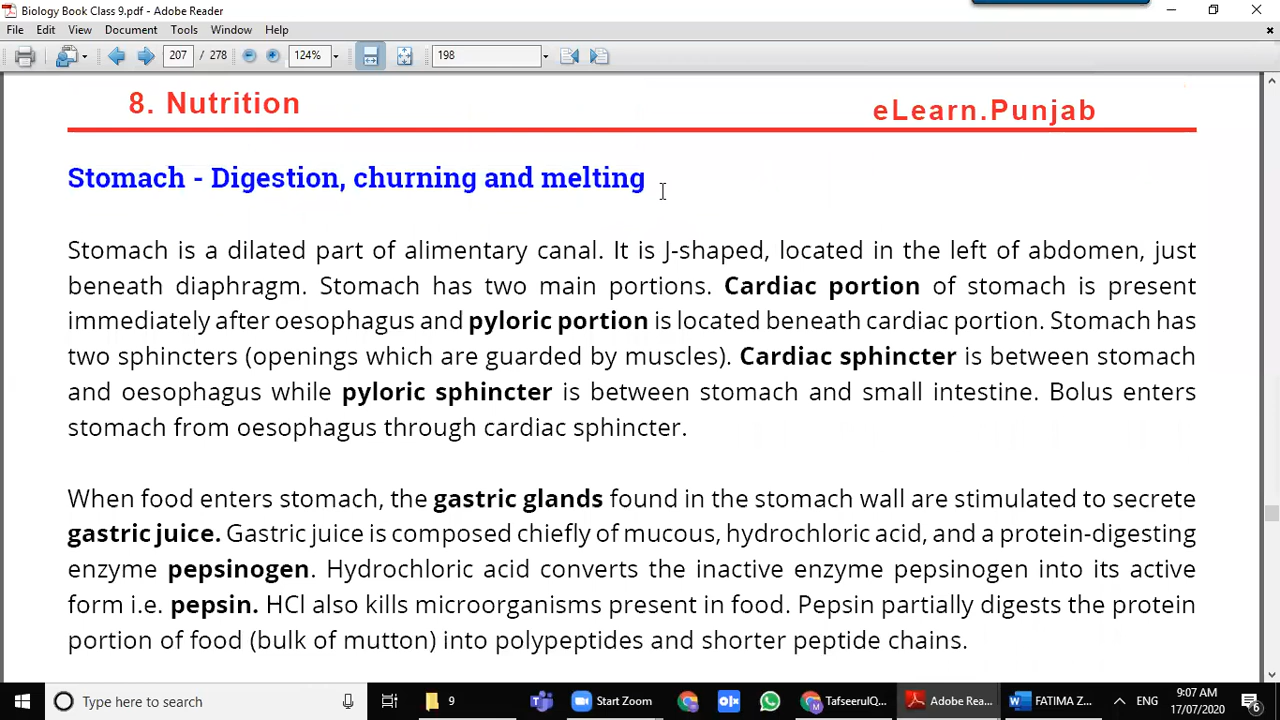 Biology Book Class 9.pdf - Adobe Reader
File Edit View Document Tools Window Help
207 / 278 124% 198
8. Nutrition eLearn.Punjab
Stomach - Digestion, churning and melting
Stomach is a dilated part of alimentary canal. It is J-shaped, located in the left of abdomen, just
beneath diaphragm. Stomach has two main portions. Cardiac portion of stomach is present
immediately after oesophagus and pyloric portion is located beneath cardiac portion. Stomach has
two sphincters (openings which are guarded by muscles). Cardiac sphincter is between stomach
and oesophagus while pyloric sphincter is between stomach and small intestine. Bolus enters
stomach from oesophagus through cardiac sphincter.
When food enters stomach, the gastric glands found in the stomach wall are stimulated to secrete
gastric juice. Gastric juice is composed chiefly of mucous, hydrochloric acid, and a protein-digesting
enzyme pepsinogen. Hydrochloric acid converts the inactive enzyme pepsinogen into its active
form i.e. pepsin. HCl also kills microorganisms present in food. Pepsin partially digests the protein
portion of food (bulk of mutton) into polypeptides and shorter peptide chains.
Type here to search 9 Start Zoom TafseerulQ... Adobe Rea... FATIMA Z... ENG 9:07 AM
17/07/2020 6